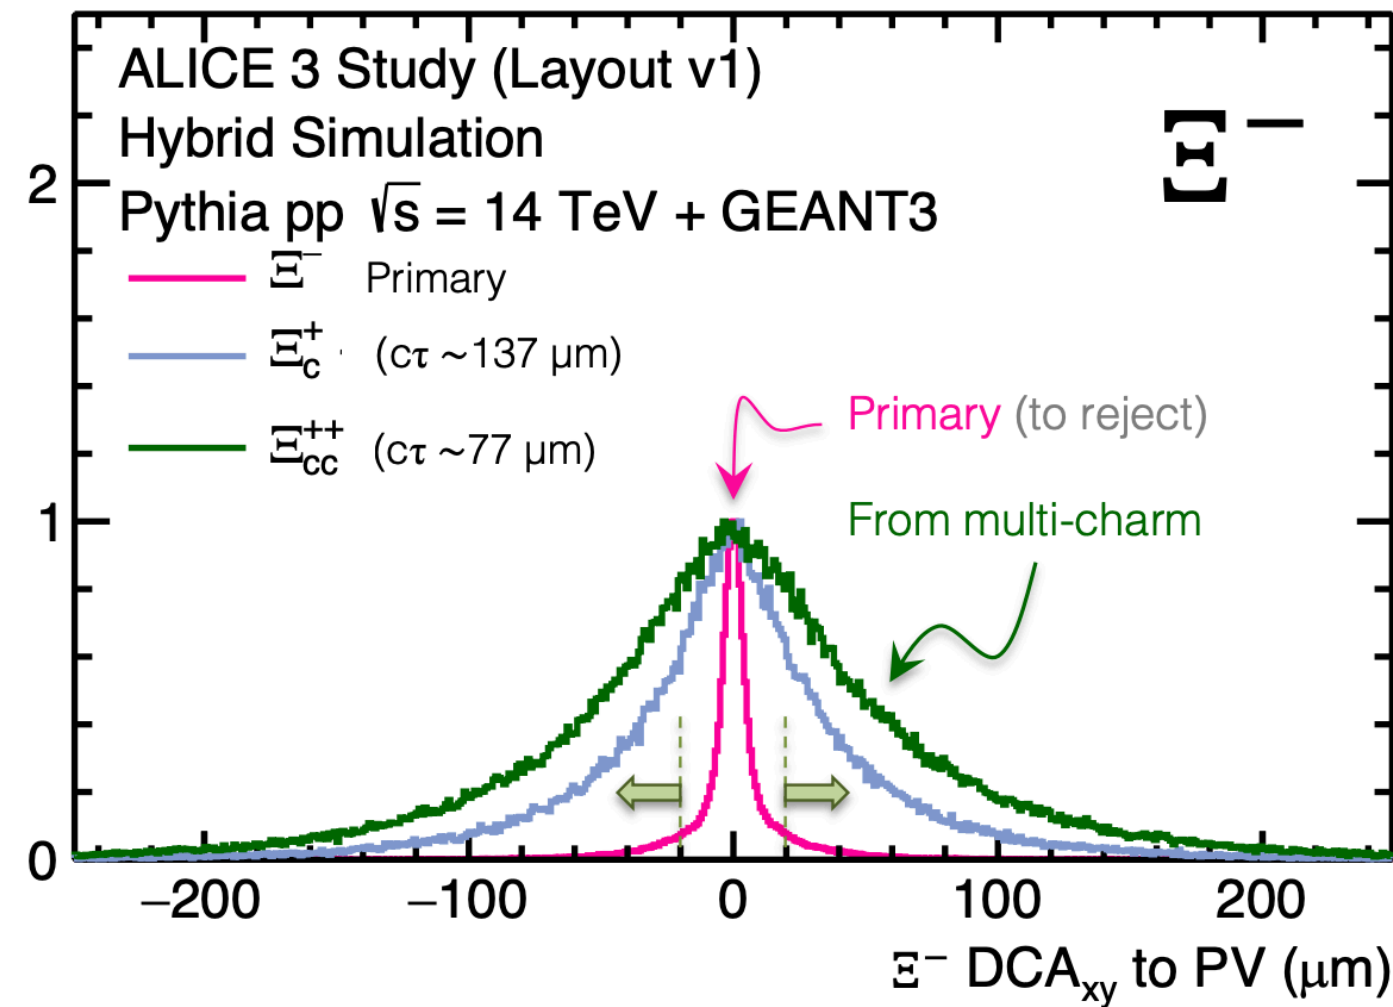 ALICE 3 Study (Layout v1)
Hybrid Simulation
Pythia pp √s = 14 TeV + GEANT3
Ξ⁻
Ξ⁻ Primary
Ξc⁺ (cτ ~137 μm)
Ξcc⁺⁺ (cτ ~77 μm)
Primary (to reject)
From multi-charm
2
1
0
−200 −100 0 100 200
Ξ⁻ DCAxy to PV (μm)